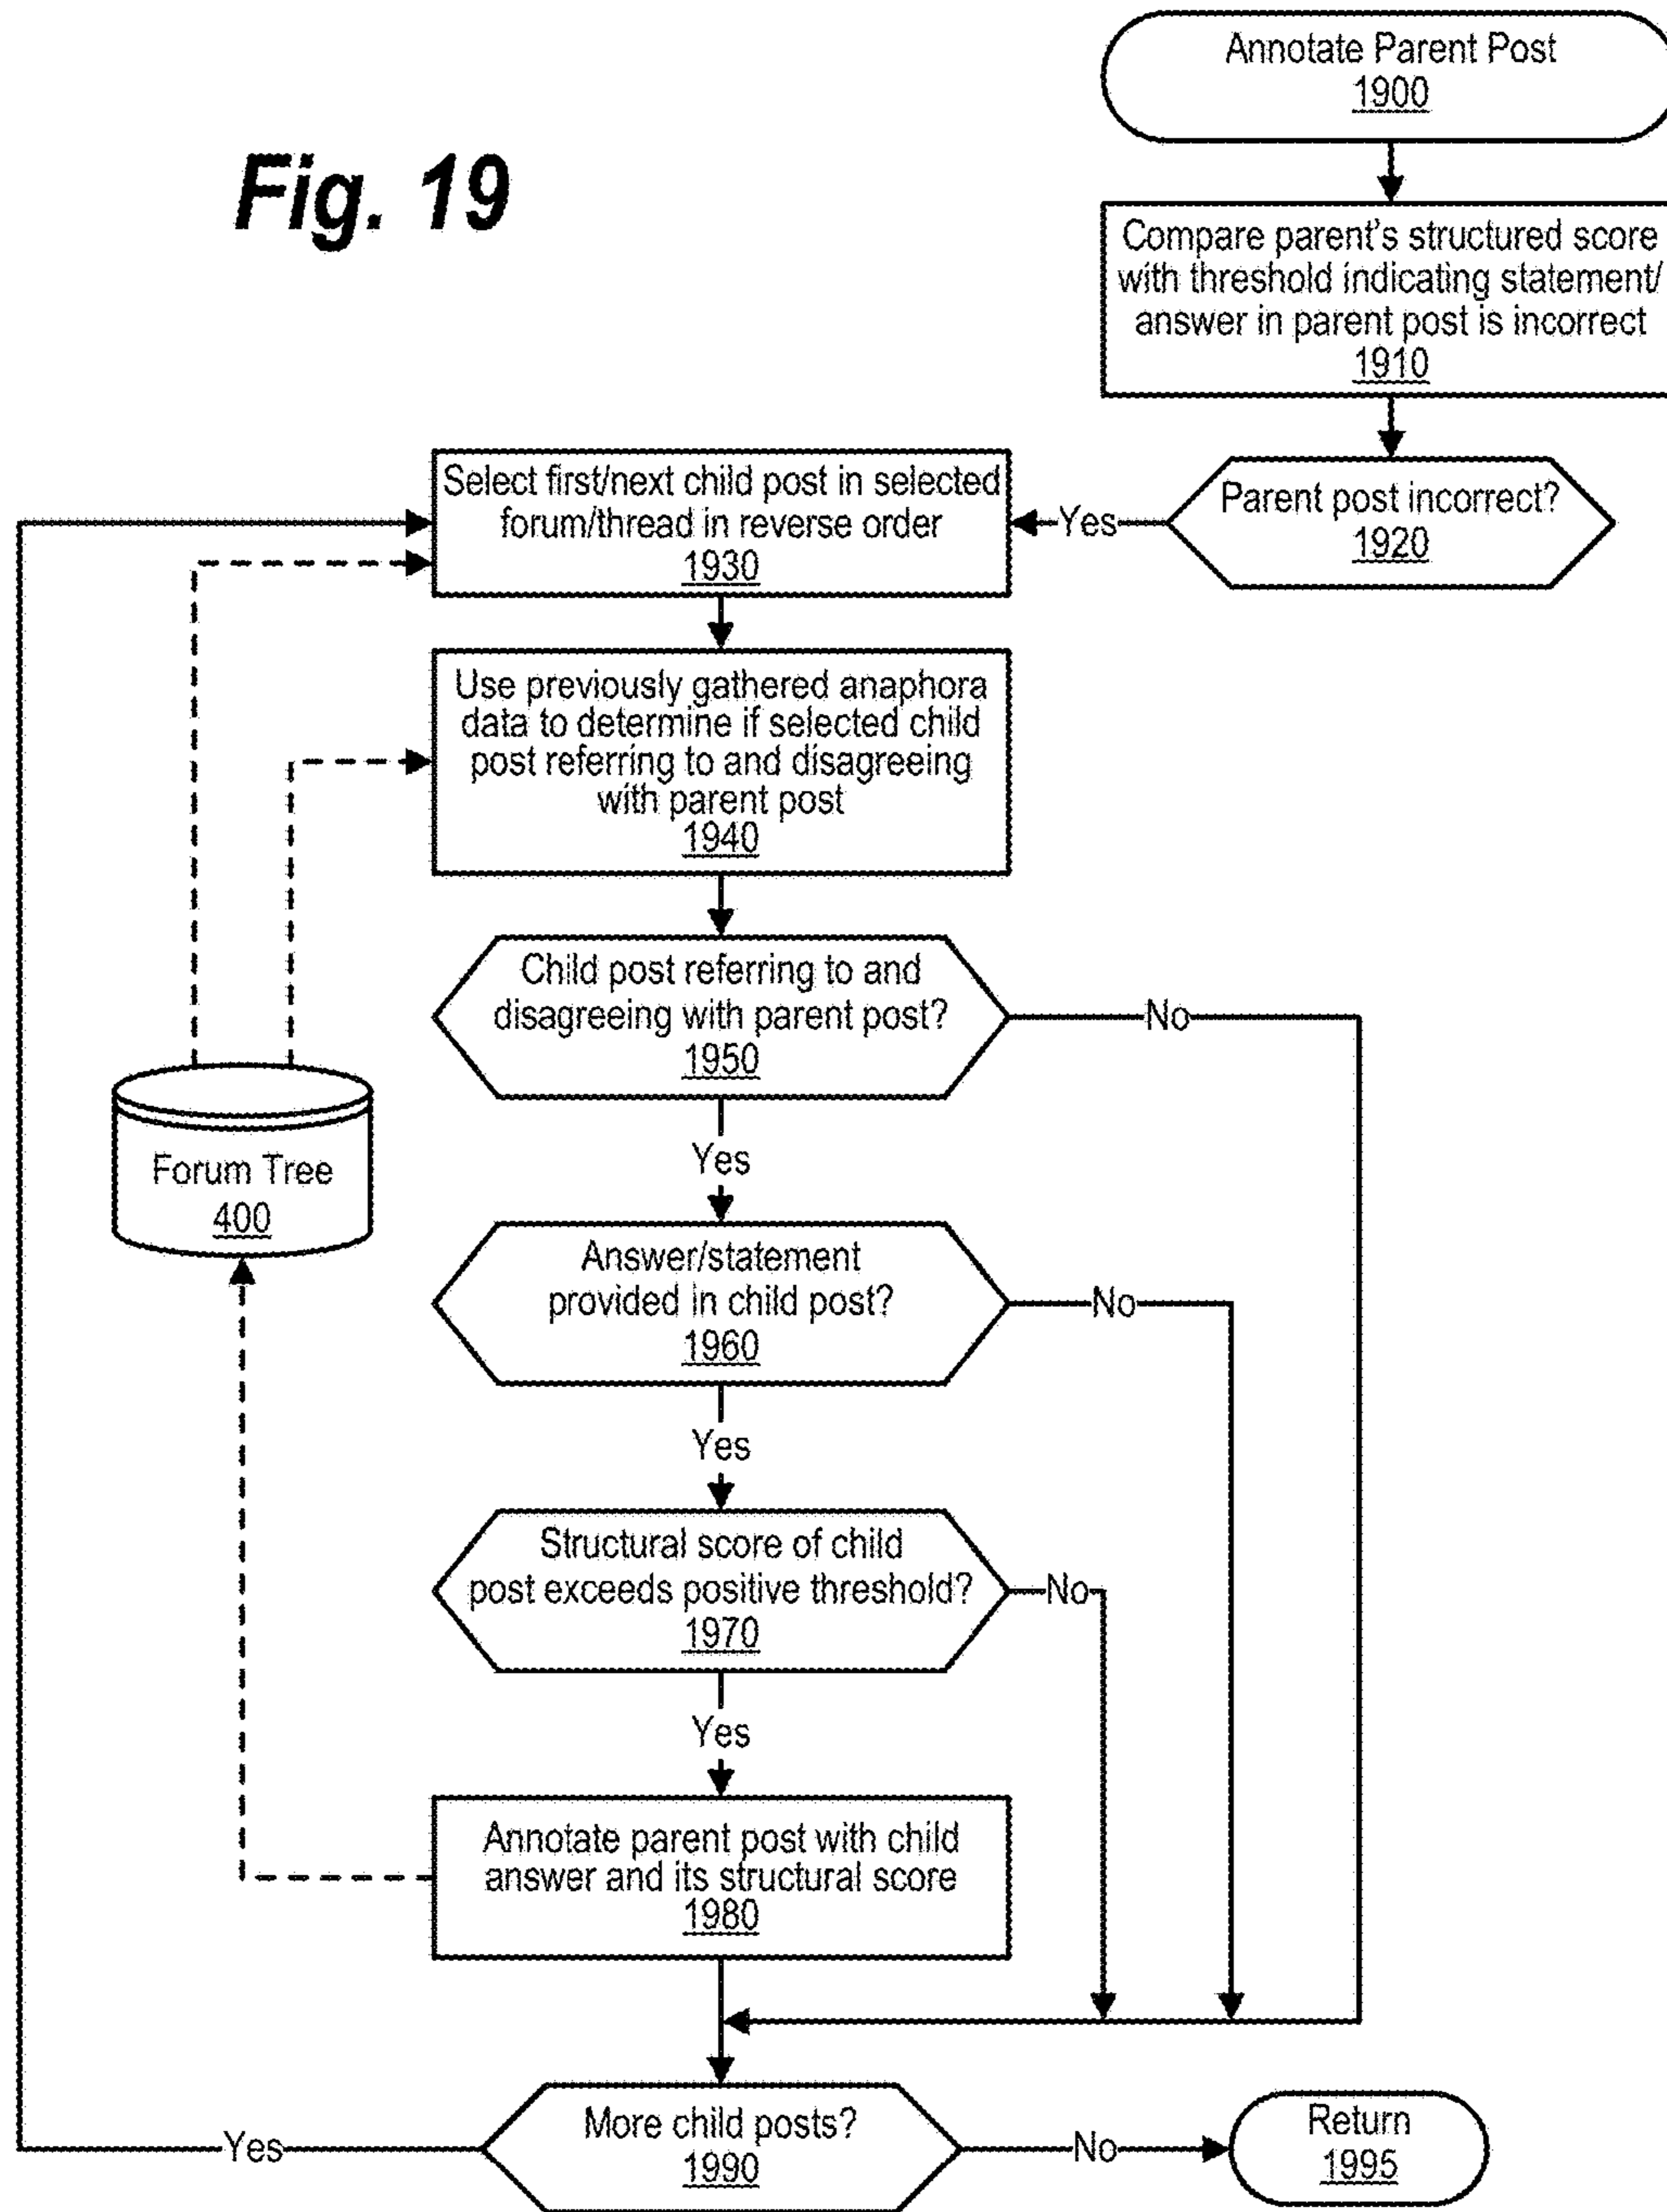 Fig. 19
Annotate Parent Post
1900
Compare parent's structured score
with threshold indicating statement/
answer in parent post is incorrect
1910
Parent post incorrect?
1920
Yes
Select first/next child post in selected
forum/thread in reverse order
1930
Use previously gathered anaphora
data to determine if selected child
post referring to and disagreeing
with parent post
1940
Child post referring to and
disagreeing with parent post?
1950
No
Yes
Forum Tree
400
Answer/statement
provided in child post?
1960
No
Yes
Structural score of child
post exceeds positive threshold?
1970
No
Yes
Annotate parent post with child
answer and its structural score
1980
More child posts?
1990
Yes
No
Return
1995